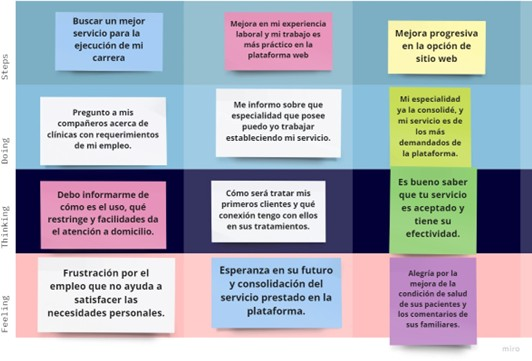 Steps
Buscar un mejor
servicio para la
ejecución de mi
carrera
Mejora en mi experiencia
laboral y mi trabajo es
más práctico en la
plataforma web
Mejora progresiva
en la opción de
sitio web
Doing
Pregunto a mis
compañeros acerca de
clínicas con requerimientos
de mi empleo.
Me informo sobre que
especialidad que posee
puedo yo trabajar
estableciendo mi servicio.
Mi especialidad
ya la consolidé, y
mi servicio es de
los más
demandados de
la plataforma.
Thinking
Debo informarme de
cómo es el uso, qué
restringe y facilidades da
el atención a domicilio.
Cómo será tratar mis
primeros clientes y qué
conexión tengo con ellos
en sus tratamientos.
Es bueno saber
que tu servicio
es aceptado y
tiene su
efectividad.
Feeling
Frustración por el
empleo que no ayuda a
satisfacer las
necesidades personales.
Esperanza en su futuro
y consolidación del
servicio prestado en la
plataforma.
Alegría por la
mejora de la
condición de salud
de sus pacientes y
los comentarios de
sus familiares.
miro